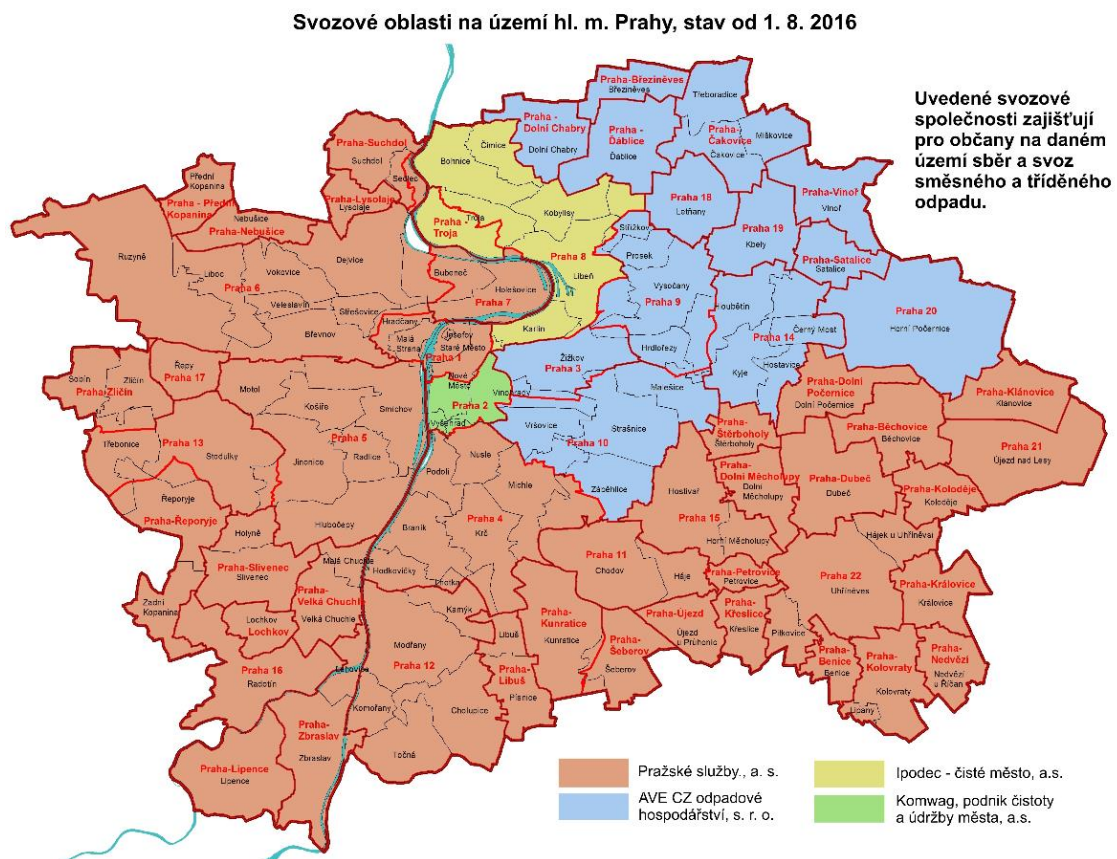 Svozové oblasti na území hl. m. Prahy, stav od 1. 8. 2016
Uvedené svozové
společnosti zajišťují
pro občany na daném
území sběr a svoz
směsného a tříděného
odpadu.
Praha-Březiněves
Březiněves
Třeboradice
Praha -
Dolní Chabry
Dolní Chabry
Praha -
Ďáblice
Ďáblice
Praha-
Čakovice
Čakovice
Miškovice
Praha-Suchdol
Suchdol
Sedlec
Bohnice
Čimice
Přední
Kopanina
Praha - Přední
Kopanina
Praha-Lysolaje
Lysolaje
Nebušice
Praha-Nebušice
Praha -
Troja
Troja
Kobylisy
Praha 18
Letňany
Praha-Vinoř
Vinoř
Střížkov
Praha 19
Kbely
Ruzyně
Liboc
Vokovice
Dejvice
Praha 6
Veleslavín
Střešovice
Břevnov
Bubeneč
Holešovice
Praha 7
Praha 8
Libeň
Prosek
Vysočany
Praha 9
Praha-Satalice
Satalice
Praha 20
Horní Počernice
Hloubětín
Černý Most
Praha 14
Hostavice
Kyje
Hradčany
Malá
Strana
Josefov
Staré Město
Praha 1
Nové
Město
Karlín
Hrdlořezy
Žižkov
Praha 3
Malešice
Vinohrady
Praha 2
Vyšehrad
Řepy
Praha 17
Sobín
Zličín
Praha-Zličín
Motol
Košíře
Smíchov
Praha 5
Radlice
Jinonice
Hlubočepy
Třebonice
Praha 13
Stodůlky
Řeporyje
Praha-Řeporyje
Vršovice
Strašnice
Praha 10
Záběhlice
Praha-Dolní
Počernice
Dolní Počernice
Praha-Klánovice
Klánovice
Praha-
Štěrboholy
Štěrboholy
Praha-Běchovice
Běchovice
Praha 21
Újezd nad Lesy
Praha-
Dolní Měcholupy
Dolní
Měcholupy
Praha-Dubeč
Dubeč
Praha-Koloděje
Koloděje
Podolí
Nusle
Michle
Praha 4
Krč
Braník
Hodkovičky
Lhotka
Hostivař
Praha 15
Horní Měcholupy
Hájek u Uhříněvsi
Praha 11
Chodov
Háje
Praha-Petrovice
Petrovice
Praha 22
Uhříněves
Praha-Královice
Královice
Holyně
Praha-Slivenec
Slivenec
Malá Chuchle
Praha-
Velká Chuchle
Velká Chuchle
Zadní
Kopanina
Lochkov
Lochkov
Praha 16
Radotín
Kamýk
Modřany
Praha 12
Libuš
Praha-
Libuš
Písnice
Praha-
Kunratice
Kunratice
Praha-
Šeberov
Šeberov
Praha-Újezd
Újezd
u Průhonic
Praha-
Křeslice
Křeslice
Pitkovice
Praha-
Benice
Benice
Praha-
Kolovraty
Kolovraty
Lipany
Praha-
Nedvězí
Nedvězí
u Říčan
Komořany
Cholupice
Točná
Praha-
Zbraslav
Zbraslav
Praha-Lipence
Lipence
Pražské služby., a. s.
AVE CZ odpadové
hospodářství, s. r. o.
Ipodec - čisté město, a.s.
Komwag, podnik čistoty
a údržby města, a.s.